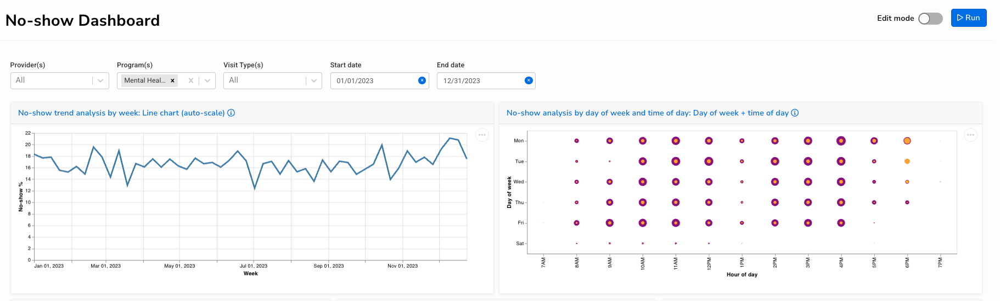 No-show Dashboard
Edit mode
Run
Provider(s)
Program(s)
Visit Type(s)
Start date
End date
All
Mental Heal...
All
01/01/2023
12/31/2023
No-show trend analysis by week: Line chart (auto-scale)
No-show analysis by day of week and time of day: Day of week + time of day
22
20
18
16
14
12
10
8
6
4
2
0
No-show %
Jan 01, 2023
Mar 01, 2023
May 01, 2023
Jul 01, 2023
Sep 01, 2023
Nov 01, 2023
Week
Day of week
Mon
Tue
Wed
Thu
Fri
Sat
7AM
8AM
9AM
10AM
11AM
12PM
1PM
2PM
3PM
4PM
5PM
6PM
7PM
Hour of day